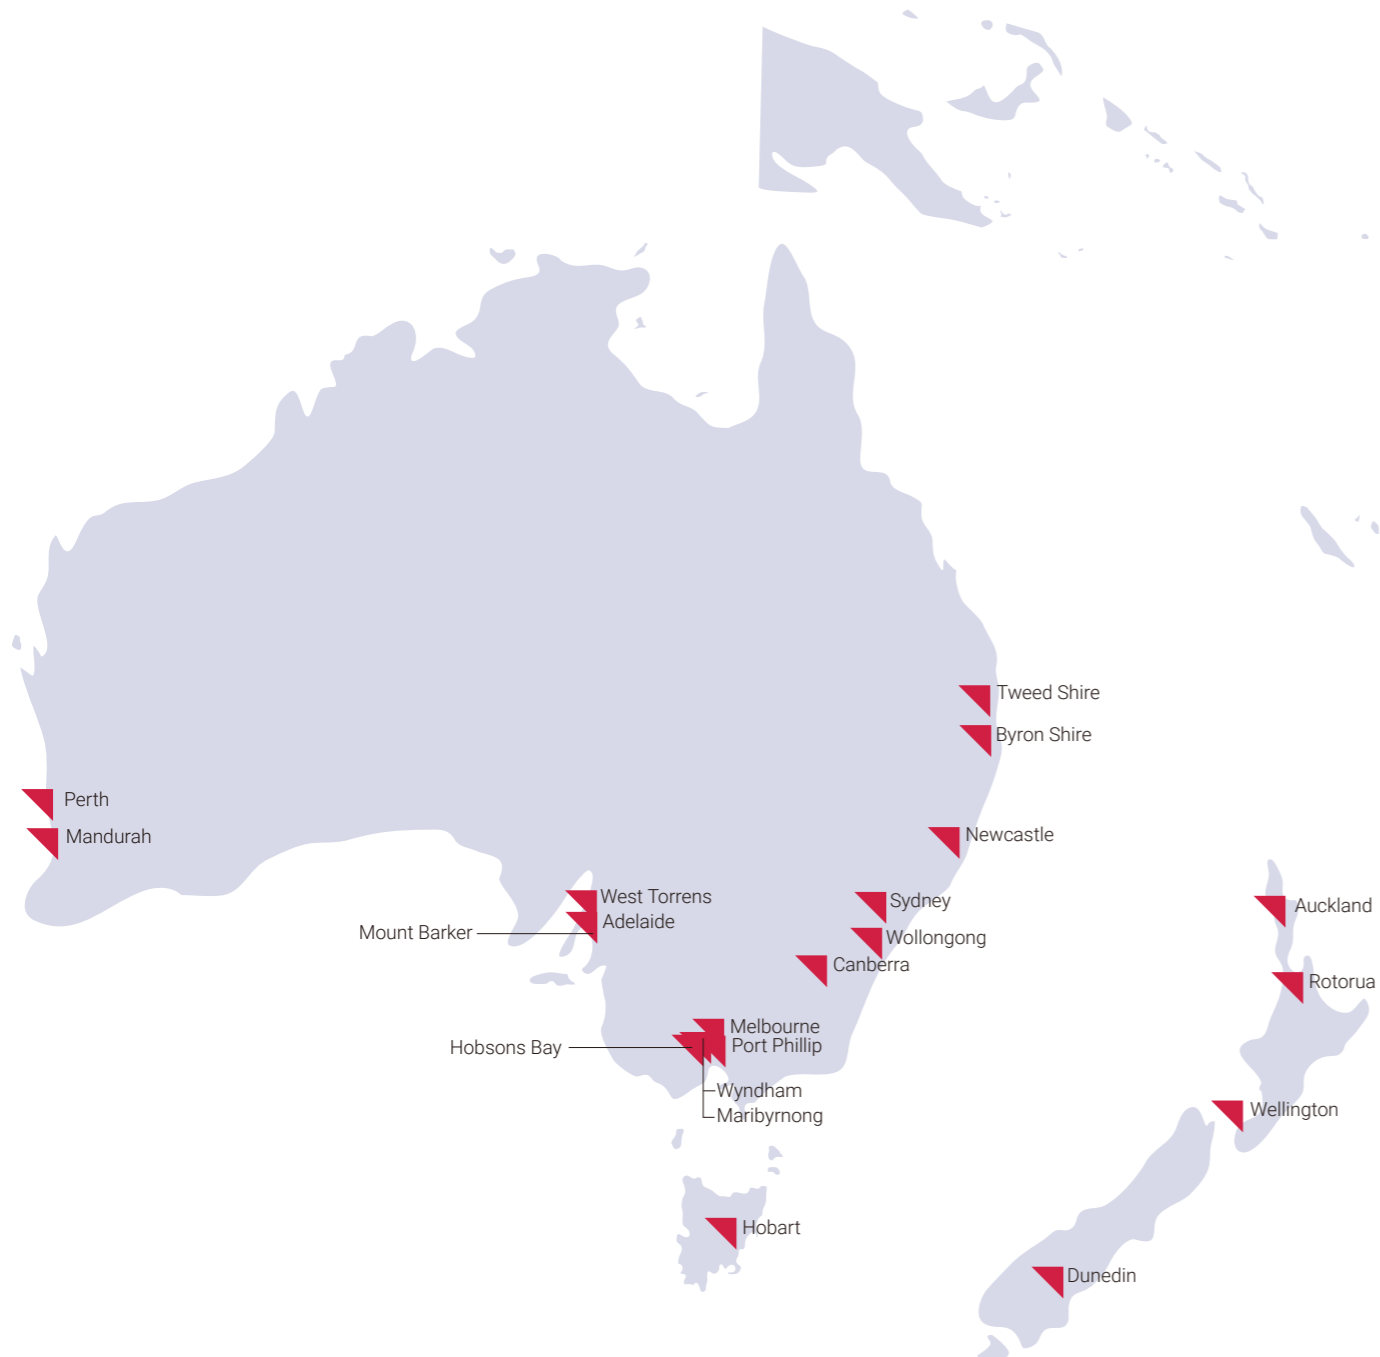 Tweed Shire
Byron Shire
Perth
Newcastle
Mandurah
West Torrens
Sydney
Auckland
Adelaide
Mount Barker
Wollongong
Canberra
Rotorua
Melbourne
Port Phillip
Hobsons Bay
Wyndham
Wellington
Maribyrnong
Hobart
Dunedin